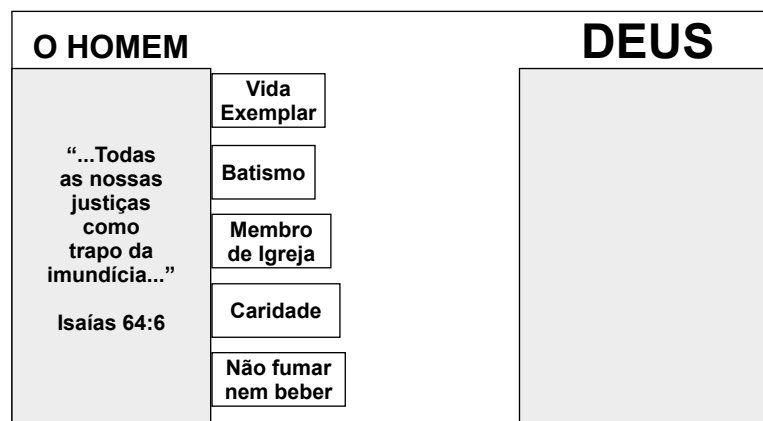 O HOMEM
DEUS
“...Todas
as nossas
justiças
como
trapo da
imundícia...”
Isaías 64:6
Vida
Exemplar
Batismo
Membro
de Igreja
Caridade
Não fumar
nem beber